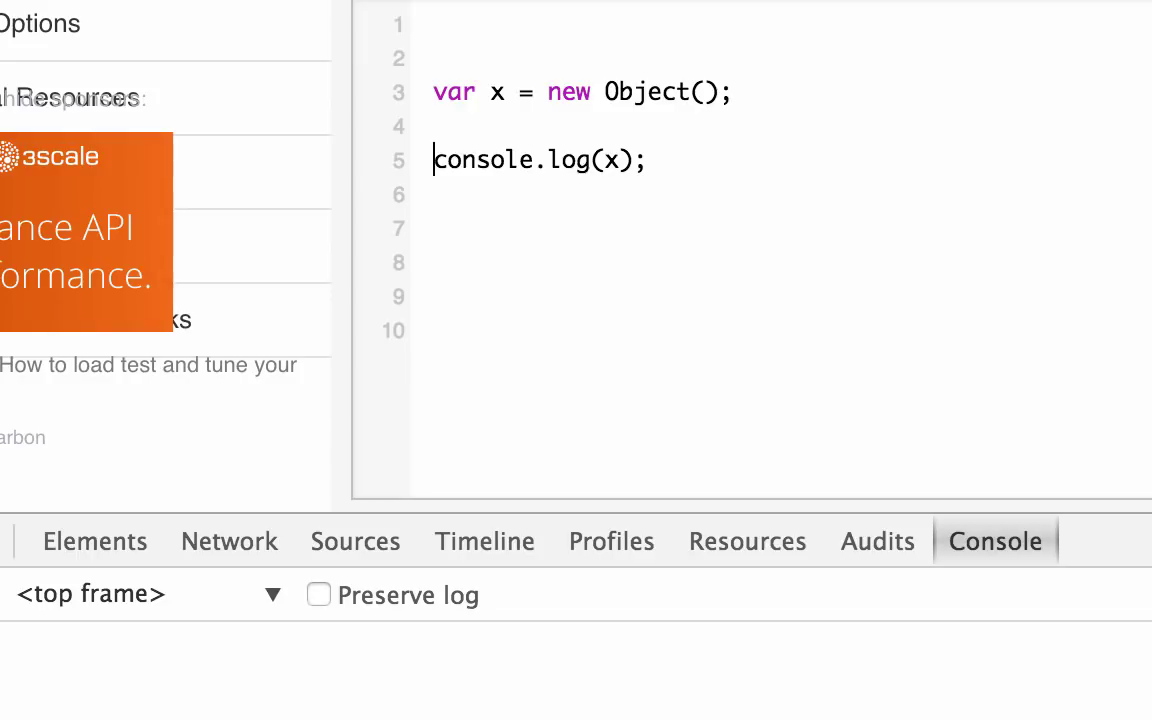 Options
l Resources
hide sponsors:
3scale
ance API
formance.
ks
How to load test and tune your
arbon
1
2
3 var x = new Object();
4
5 console.log(x);
6
7
8
9
10
Elements Network Sources Timeline Profiles Resources Audits Console
<top frame> ▼ Preserve log